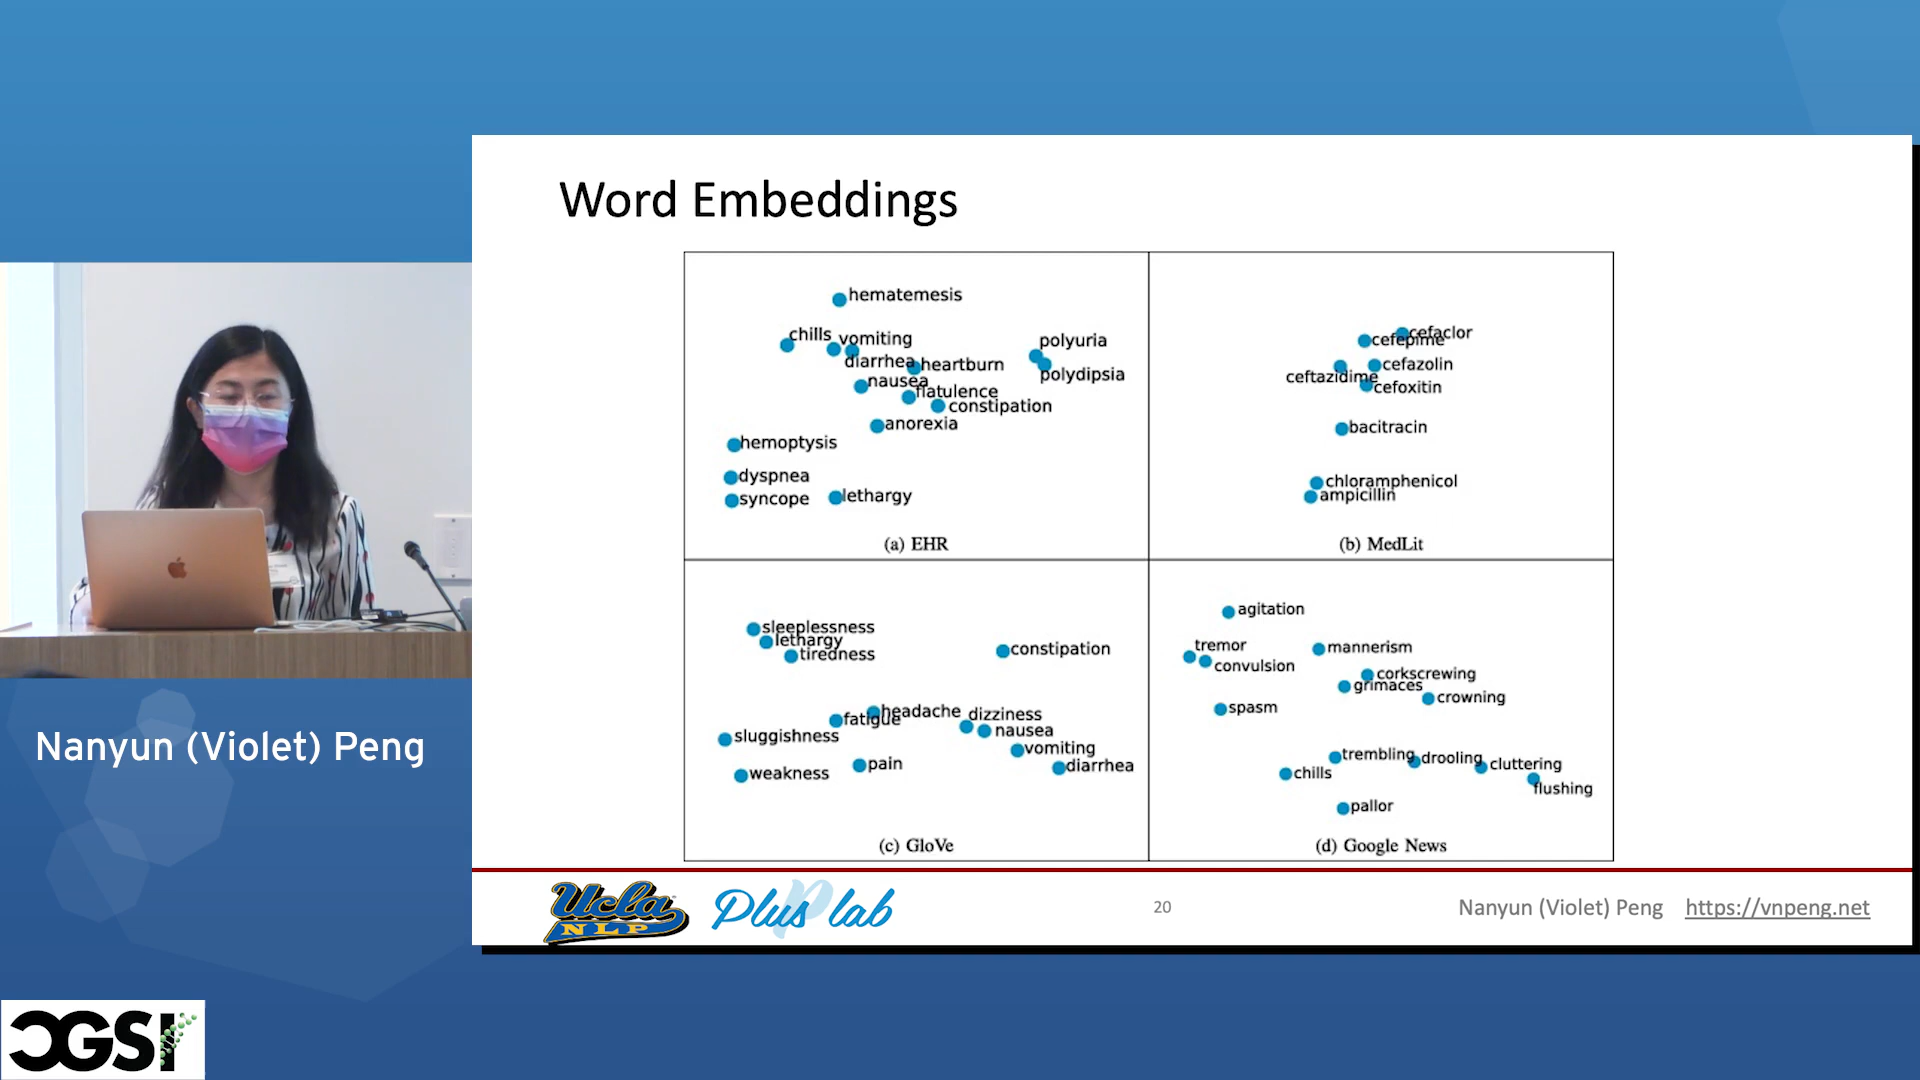 Word Embeddings
hematemesis
chills
vomiting
diarrhea
heartburn
nausea
flatulence
constipation
anorexia
polyuria
polydipsia
hemoptysis
dyspnea
syncope
lethargy
(a) EHR
cefaclor
cefepime
cefazolin
ceftazidime
cefoxitin
bacitracin
chloramphenicol
ampicillin
(b) MedLit
sleeplessness
lethargy
tiredness
constipation
headache
fatigue
dizziness
nausea
sluggishness
vomiting
pain
diarrhea
weakness
(c) GloVe
agitation
tremor
mannerism
convulsion
corkscrewing
grimaces
crowning
spasm
trembling
drooling
cluttering
chills
flushing
pallor
(d) Google News
Ucla
NLP
Plus lab
20
Nanyun (Violet) Peng https://vnpeng.net
Nanyun (Violet) Peng
CGSI